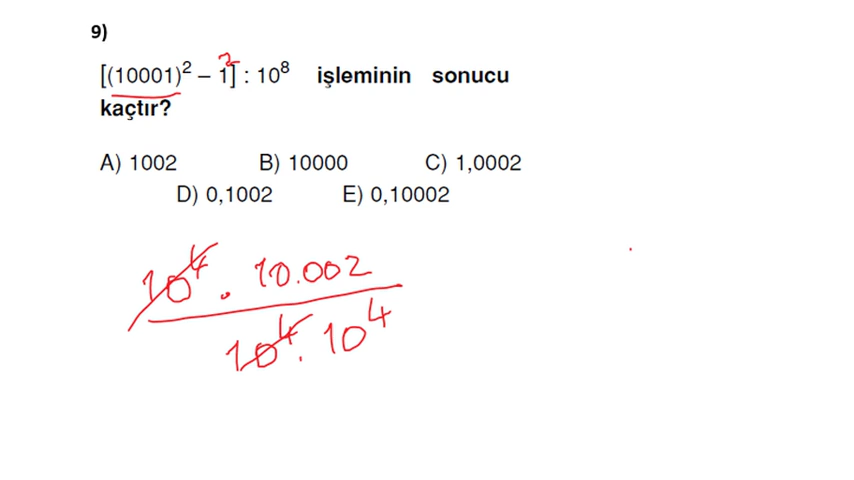 9)
[(10001)² – 1] : 10⁸ işleminin sonucu
2
kaçtır?
A) 1002 B) 10000 C) 1,0002
D) 0,1002 E) 0,10002
10⁴ . 10.002
10⁴ . 10⁴